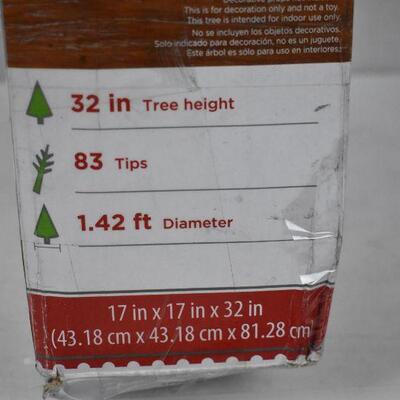 This is for decoration only and not a toy.
This tree is intended for indoor use only.
No se incluyen los objetos decorativos.
Solo indicado para decoración, no es un juguete.
Este árbol es sólo para uso en interiores.
32 in Tree height
83 Tips
1.42 ft Diameter
17 in x 17 in x 32 in
(43.18 cm x 43.18 cm x 81.28 cm